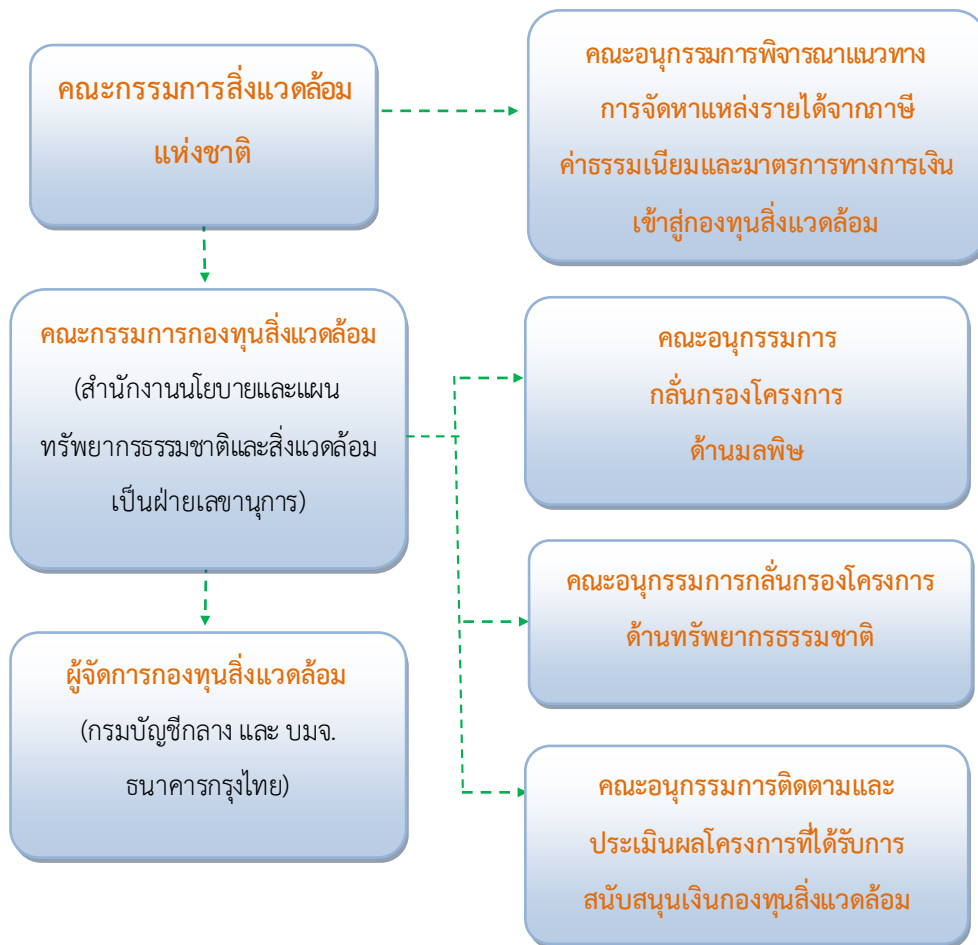 คณะกรรมการสิ่งแวดล้อม
แห่งชาติ
คณะอนุกรรมการพิจารณาแนวทาง
การจัดหาแหล่งรายได้จากภาษี
ค่าธรรมเนียมและมาตรการทางการเงิน
เข้าสู่กองทุนสิ่งแวดล้อม
คณะกรรมการกองทุนสิ่งแวดล้อม
(สำนักงานนโยบายและแผน
ทรัพยากรธรรมชาติและสิ่งแวดล้อม
เป็นฝ่ายเลขานุการ)
คณะอนุกรรมการ
กลั่นกรองโครงการ
ด้านมลพิษ
คณะอนุกรรมการกลั่นกรองโครงการ
ด้านทรัพยากรธรรมชาติ
ผู้จัดการกองทุนสิ่งแวดล้อม
(กรมบัญชีกลาง และ บมจ.
ธนาคารกรุงไทย)
คณะอนุกรรมการติดตามและ
ประเมินผลโครงการที่ได้รับการ
สนับสนุนเงินกองทุนสิ่งแวดล้อม